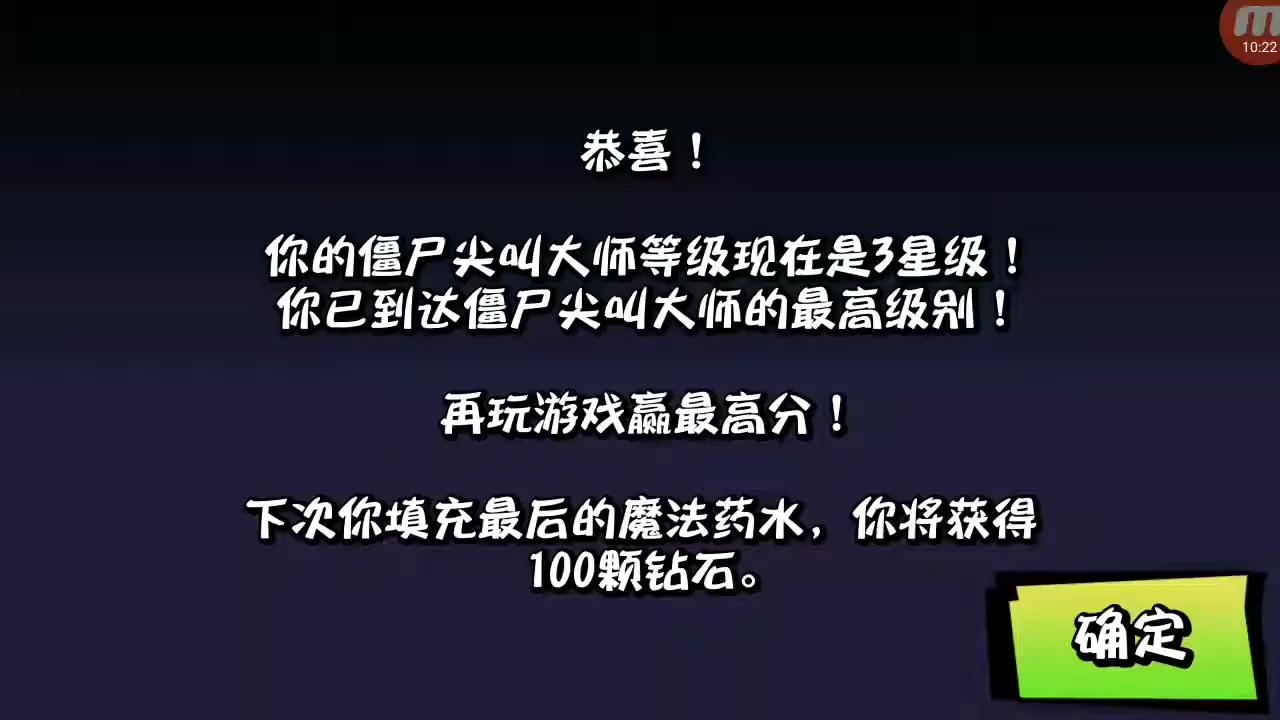 10:22
恭喜！
你的僵尸尖叫大师等级现在是3星级！
你已到达僵尸尖叫大师的最高级别！
再玩游戏赢最高分！
下次你填充最后的魔法药水，你将获得
100颗钻石。
确定